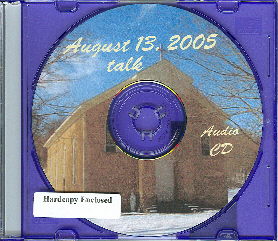 August 13, 2005
talk
Audio
CD
Hardcopy Enclosed